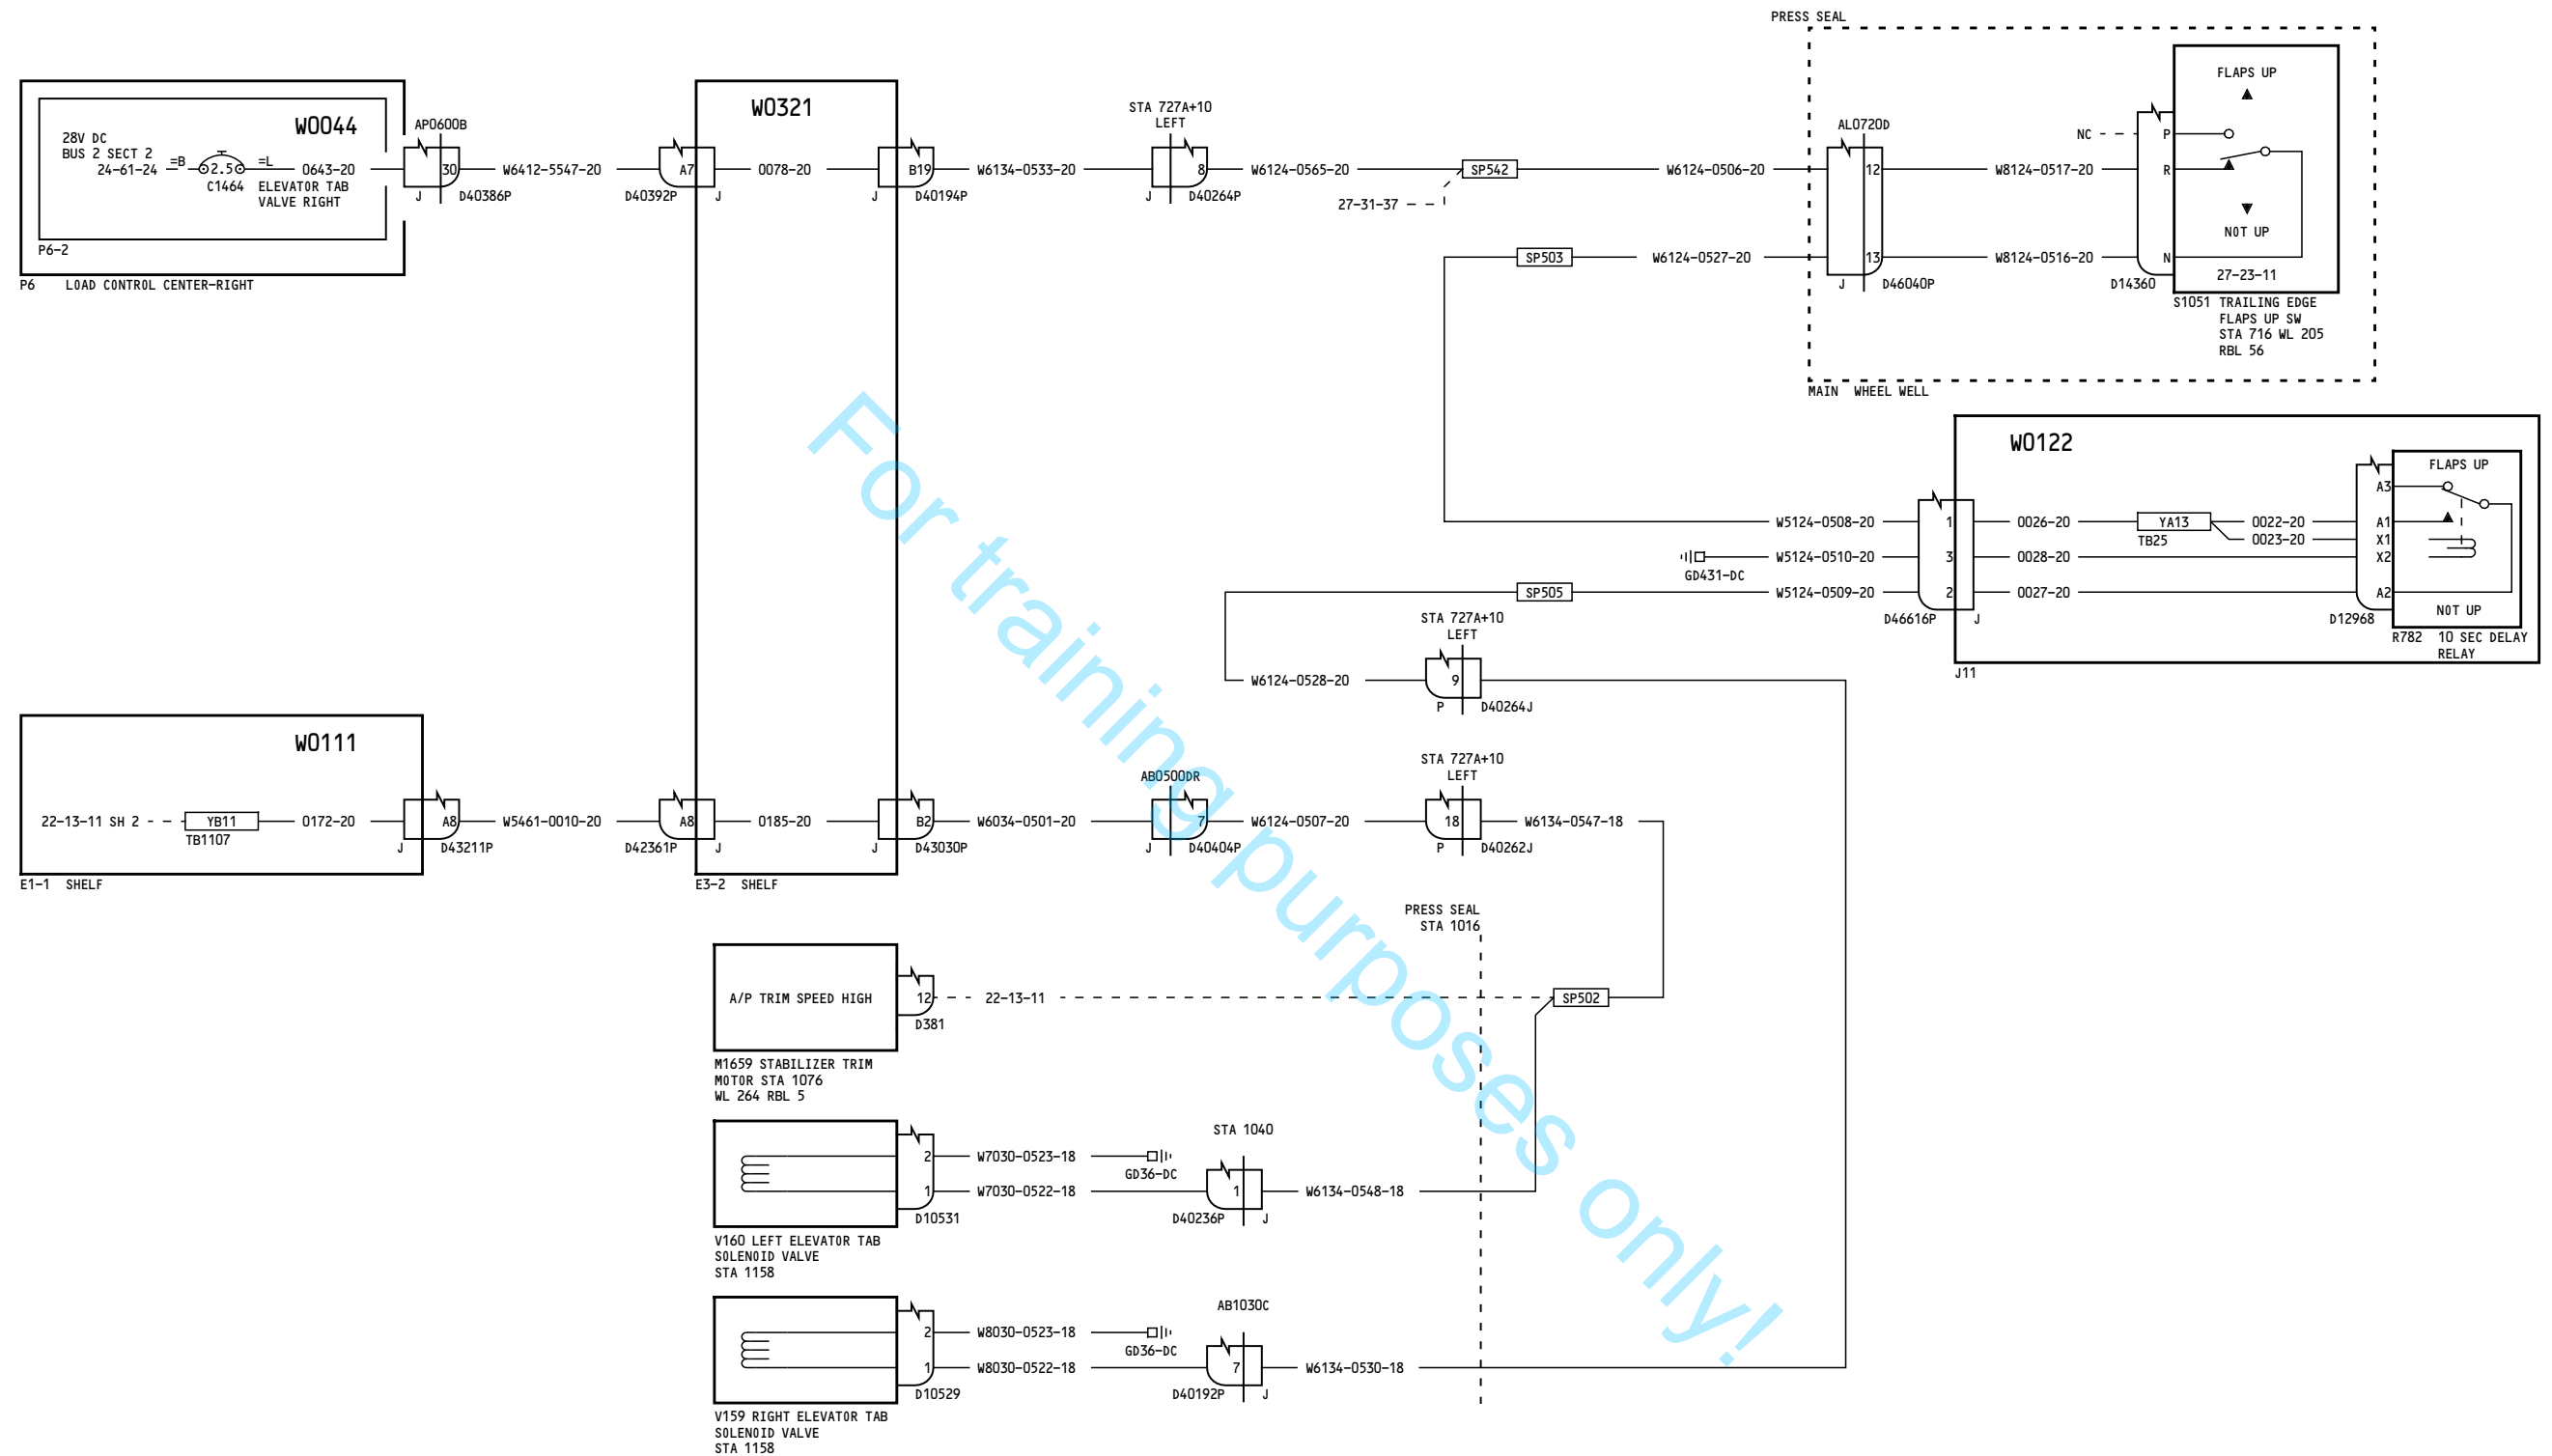 PRESS SEAL
FLAPS UP
W0044
28V DC
BUS 2 SECT 2
24-61-24
=B
2.5
=L
C1464
ELEVATOR TAB
VALVE RIGHT
0643-20
P6-2
P6 LOAD CONTROL CENTER-RIGHT
AP0600B
30
J
D40386P
W6412-5547-20
A7
D40392P
J
W0321
0078-20
B19
J
D40194P
W6134-0533-20
STA 727A+10
LEFT
8
J
D40264P
W6124-0565-20
SP542
27-31-37
W6124-0506-20
AL0720D
12
13
J
D46040P
SP503
W6124-0527-20
W8124-0517-20
W8124-0516-20
NC
P
R
N
D14360
NOT UP
27-23-11
S1051 TRAILING EDGE
FLAPS UP SW
STA 716 WL 205
RBL 56
MAIN WHEEL WELL
W0122
FLAPS UP
A3
W5124-0508-20
1
0026-20
YA13
TB25
0022-20
A1
0023-20
X1
GD431-DC
W5124-0510-20
3
0028-20
X2
SP505
W5124-0509-20
2
0027-20
A2
D46616P
J
D12968
NOT UP
R782 10 SEC DELAY
RELAY
J11
STA 727A+10
LEFT
W6124-0528-20
9
P
D40264J
W0111
22-13-11 SH 2
YB11
TB1107
0172-20
A8
J
D43211P
E1-1 SHELF
W5461-0010-20
A8
D42361P
J
0185-20
B2
J
D43030P
E3-2 SHELF
W6034-0501-20
AB0500DR
7
J
D40404P
W6124-0507-20
STA 727A+10
LEFT
18
P
D40262J
W6134-0547-18
PRESS SEAL
STA 1016
A/P TRIM SPEED HIGH
12
D381
22-13-11
SP502
M1659 STABILIZER TRIM
MOTOR STA 1076
WL 264 RBL 5
2
W7030-0523-18
GD36-DC
1
W7030-0522-18
D10531
STA 1040
1
D40236P
J
W6134-0548-18
V160 LEFT ELEVATOR TAB
SOLENOID VALVE
STA 1158
2
W8030-0523-18
GD36-DC
1
W8030-0522-18
D10529
AB1030C
7
D40192P
J
W6134-0530-18
V159 RIGHT ELEVATOR TAB
SOLENOID VALVE
STA 1158
For training purposes only!